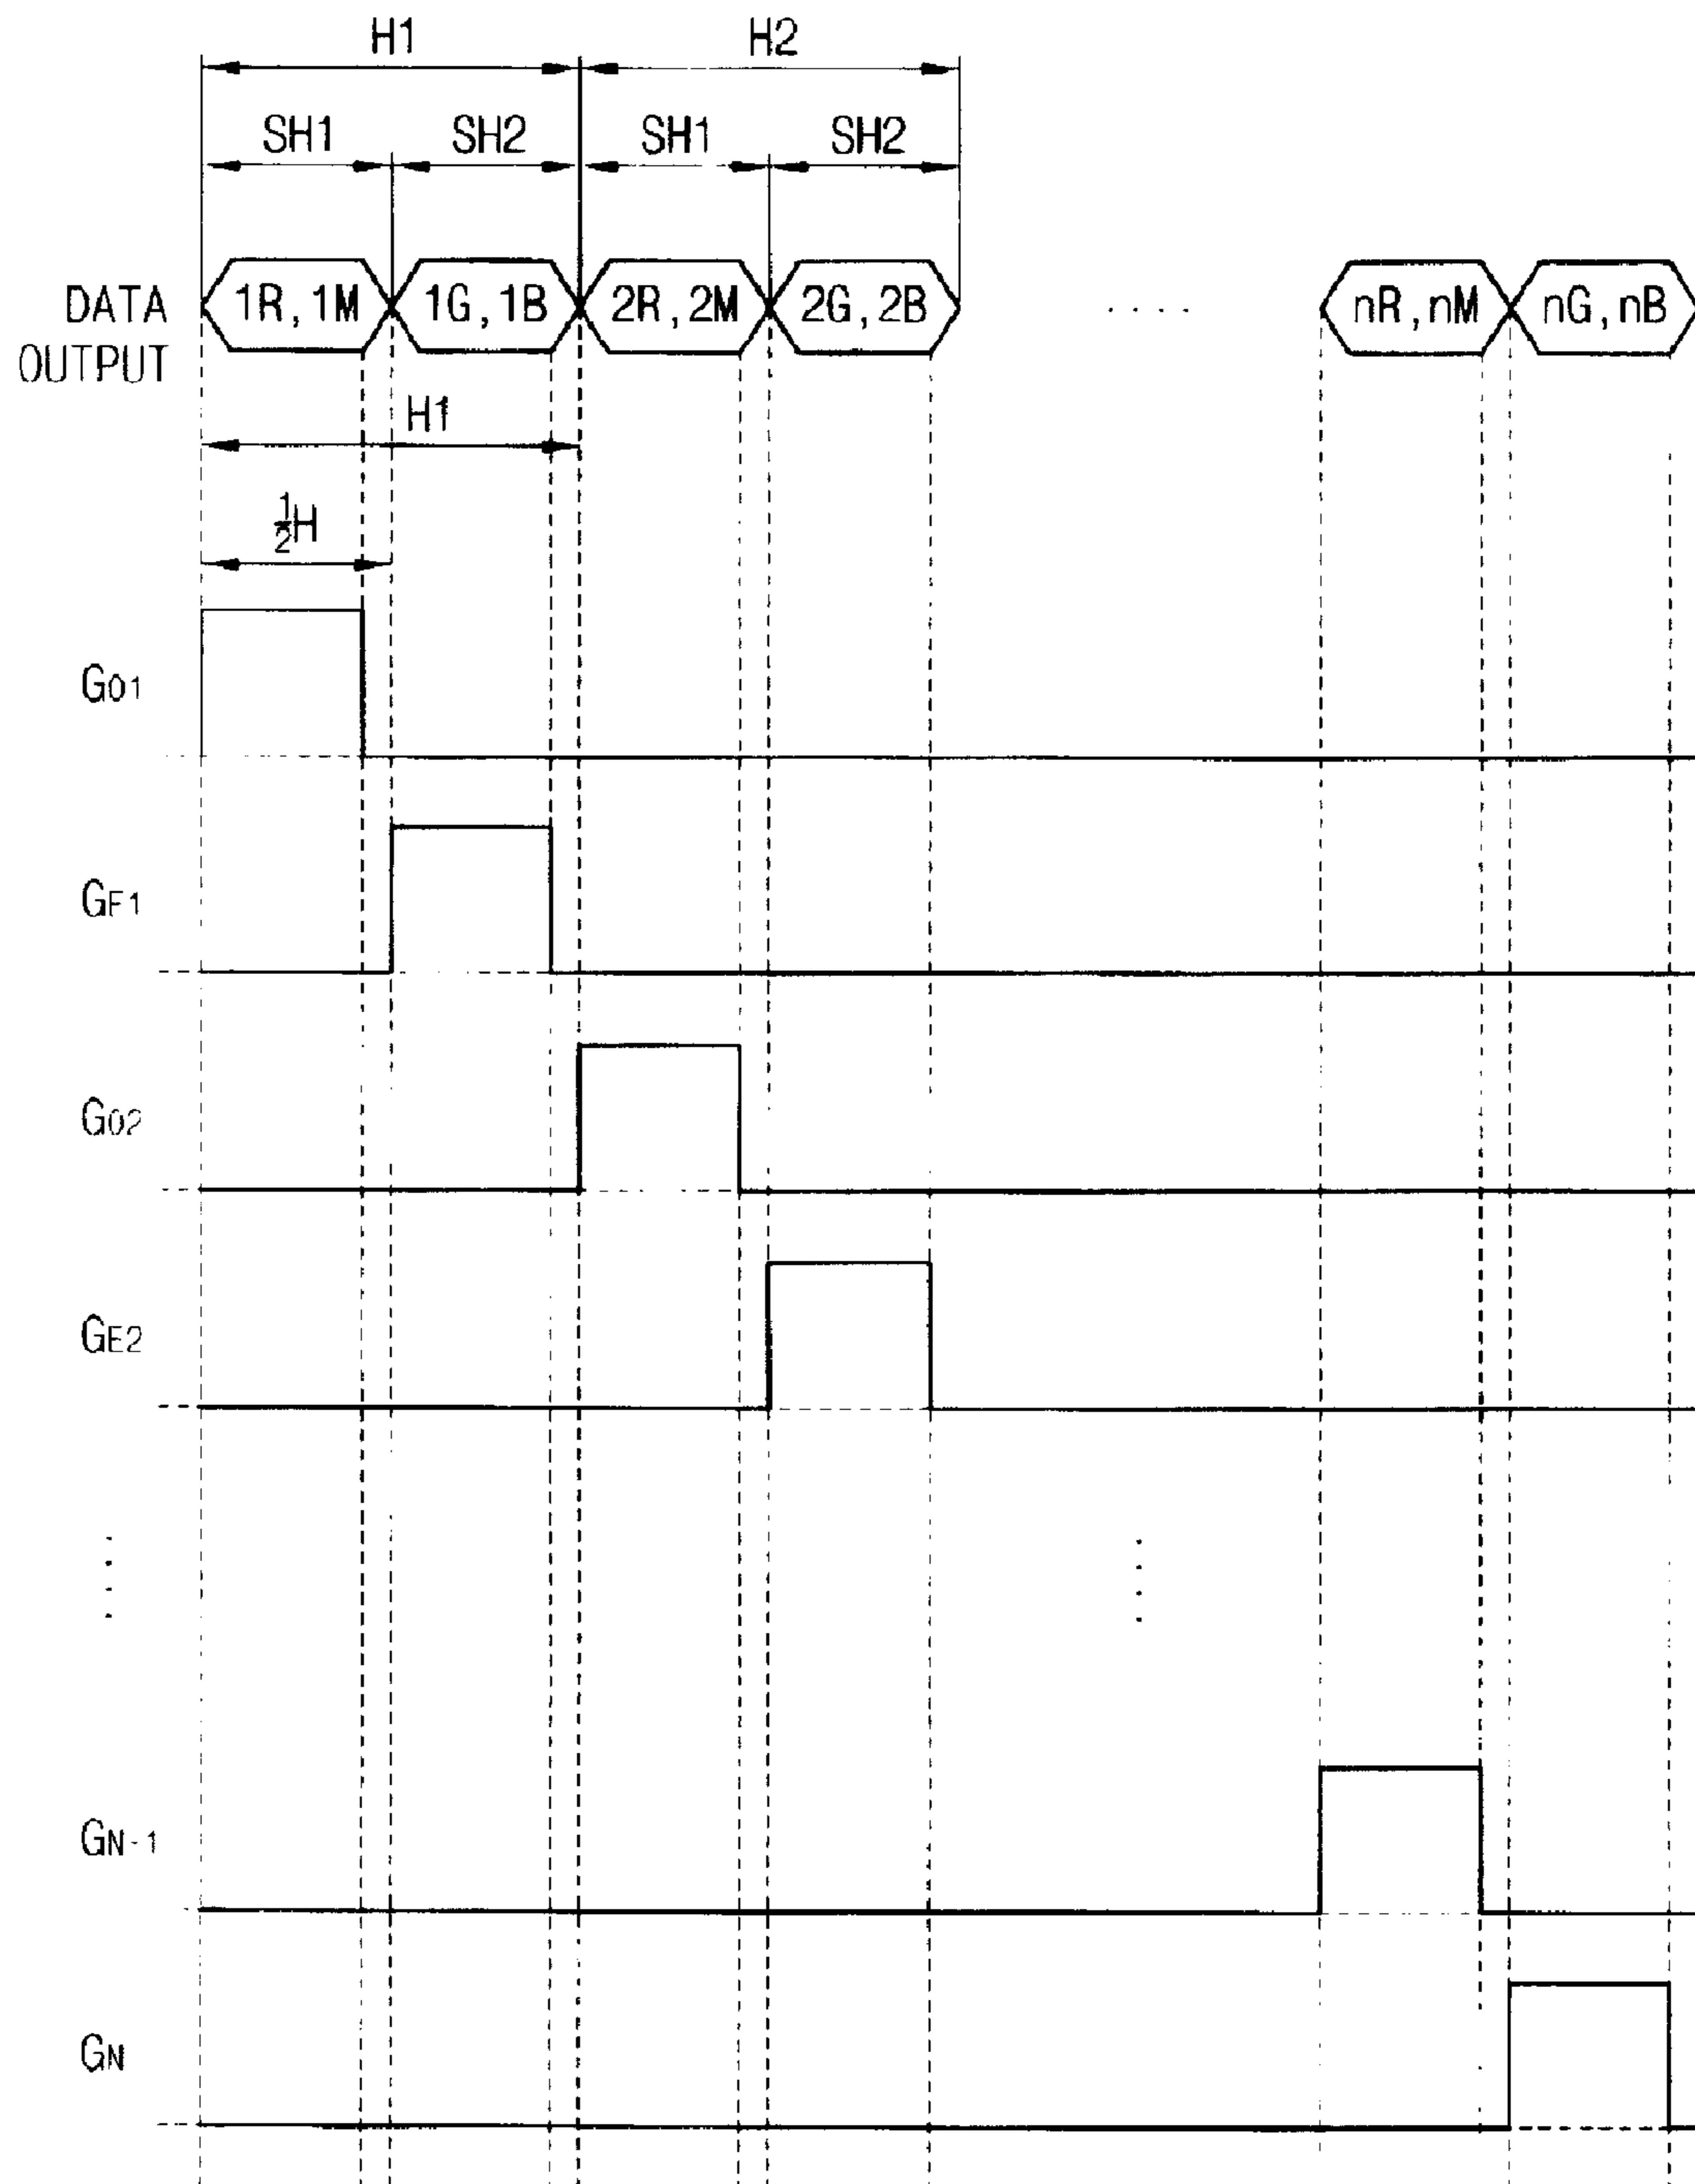 H1 H2
SH1 SH2 SH1 SH2
DATA OUTPUT
1R, 1M 1G, 1B 2R, 2M 2G, 2B ···· nR, nM nG, nB
H1
½H
GO1
GF1
GO2
GE2
GN-1
GN